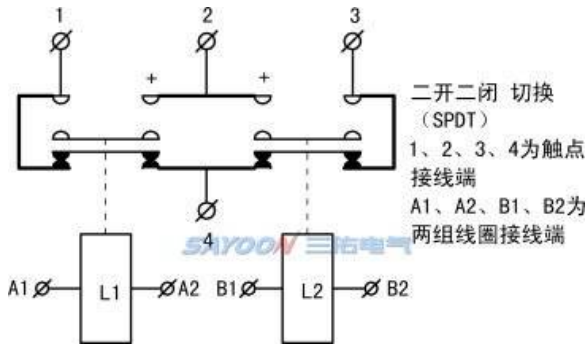 1 2 3
+ +
二开二闭 切换
（SPDT）
1、2、3、4为触点
接线端
A1、A2、B1、B2为
两组线圈接线端
4
SAYOON 三佑电气
A1 L1 A2 B1 L2 B2